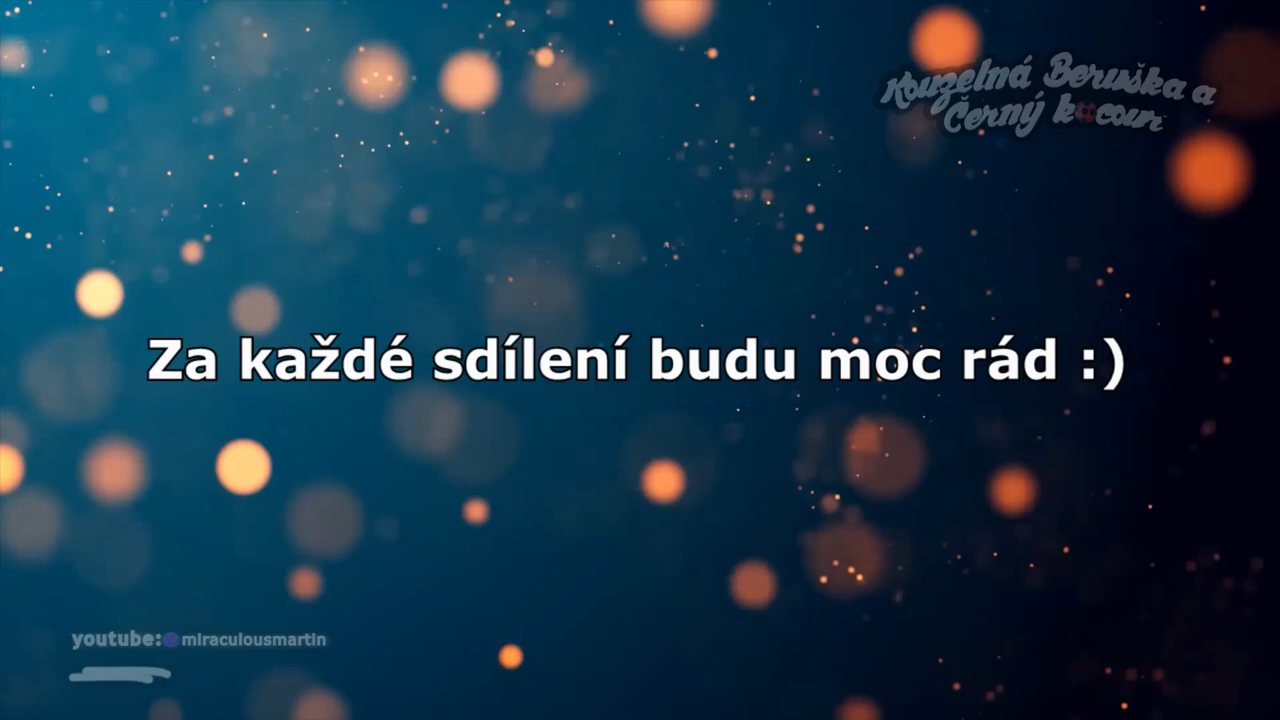 Kouzelná Beruška a
Černý kocour
Za každé sdílení budu moc rád :)
youtube: miraculousmartin